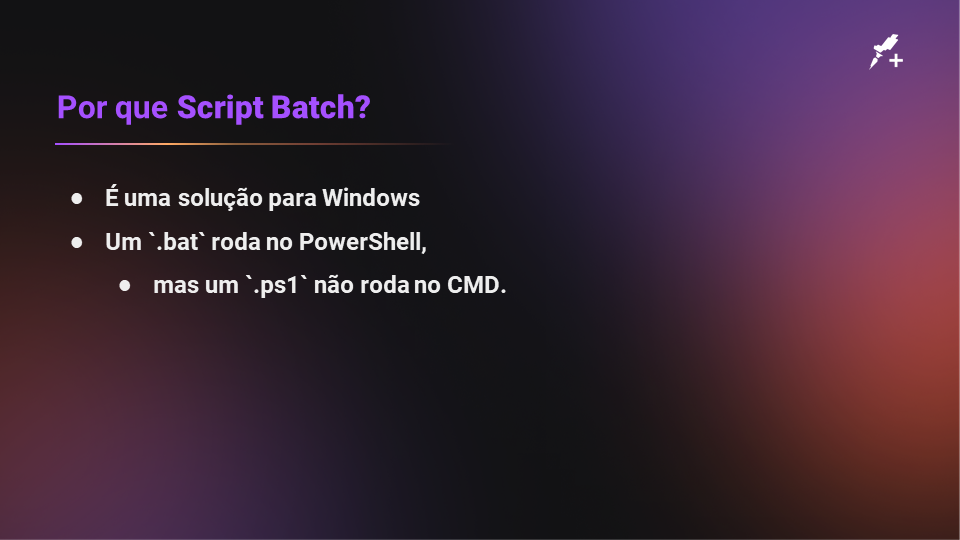 Por que Script Batch?
● É uma solução para Windows
● Um `.bat` roda no PowerShell,
● mas um `.ps1` não roda no CMD.